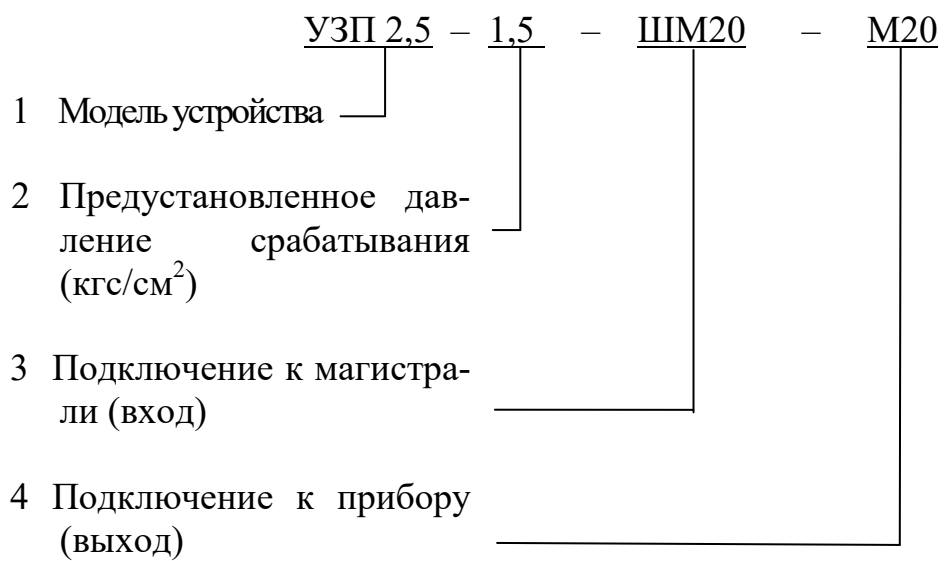 УЗП 2,5 – 1,5 – ШМ20 – М20
1 Модель устройства
2 Предустановленное дав-
ление срабатывания
(кгс/см²)
3 Подключение к магистра-
ли (вход)
4 Подключение к прибору
(выход)